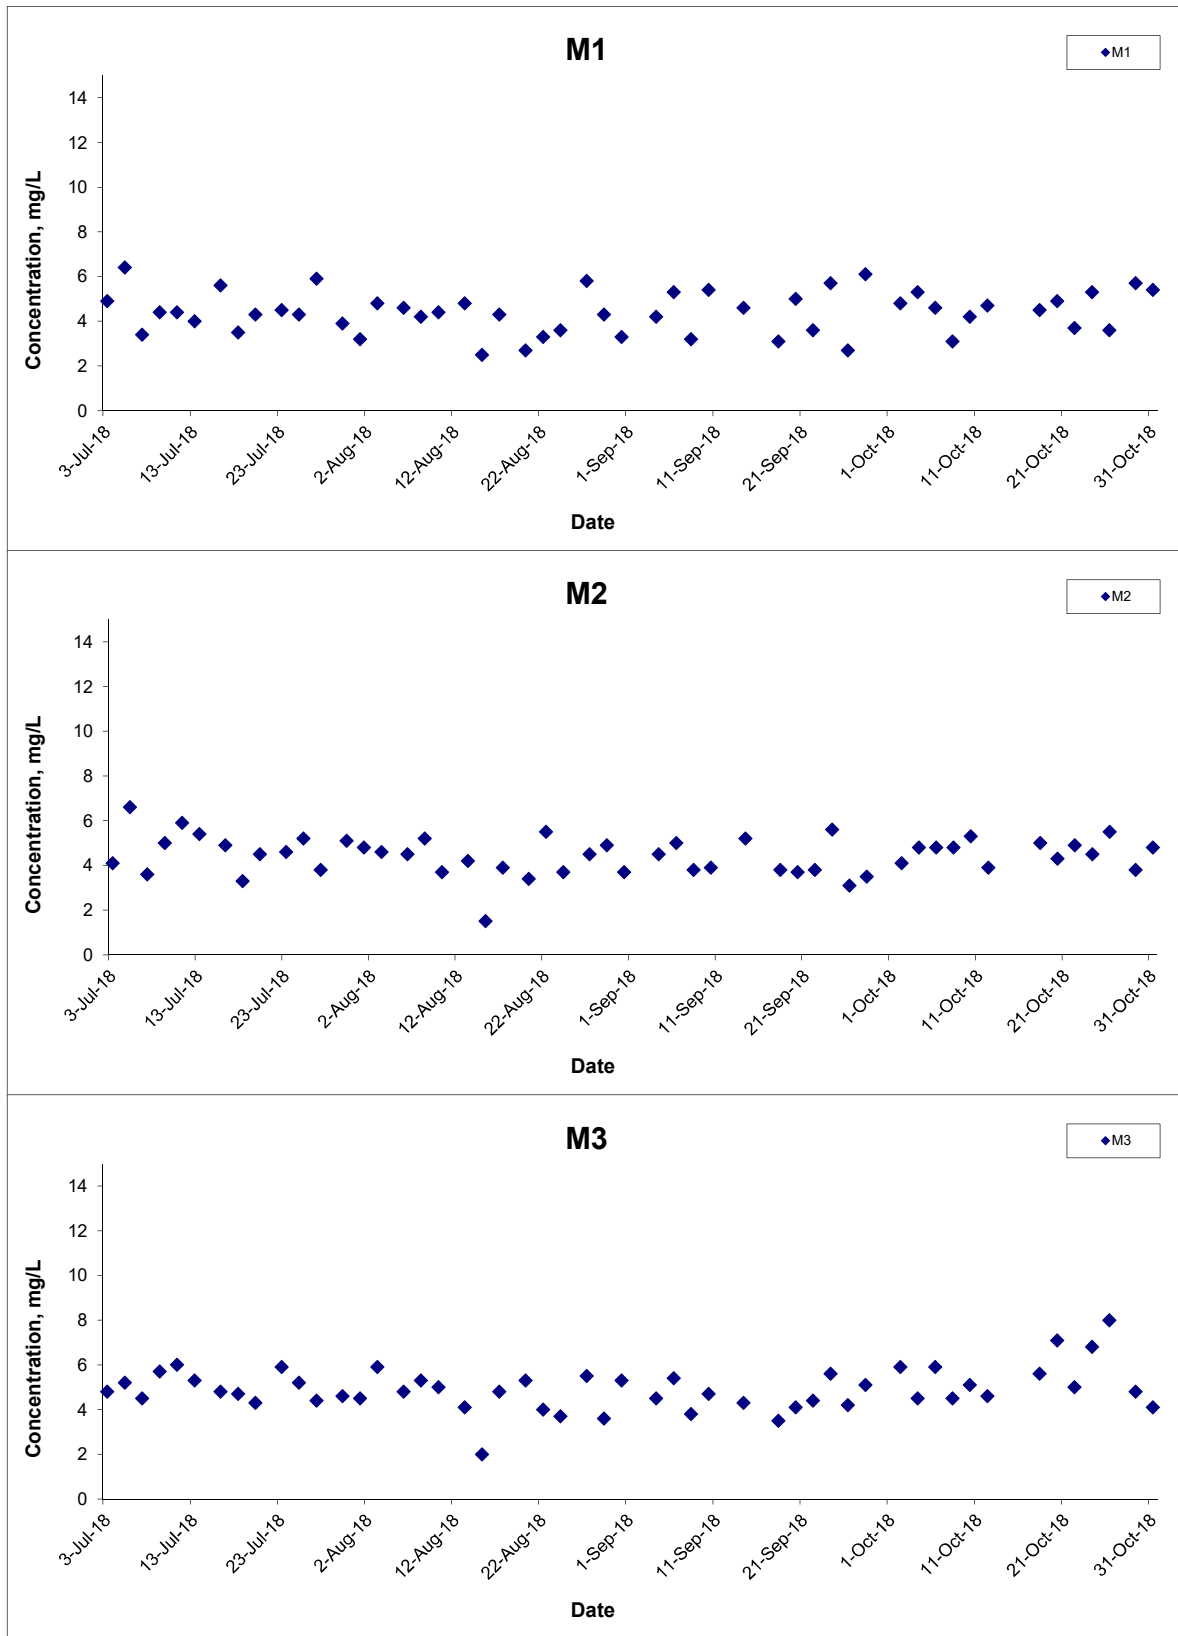 M1
M1
14
12
10
8
6
4
2
0
Concentration, mg/L
3-Jul-18
13-Jul-18
23-Jul-18
2-Aug-18
12-Aug-18
22-Aug-18
1-Sep-18
11-Sep-18
21-Sep-18
1-Oct-18
11-Oct-18
21-Oct-18
31-Oct-18
Date
M2
M2
14
12
10
8
6
4
2
0
Concentration, mg/L
3-Jul-18
13-Jul-18
23-Jul-18
2-Aug-18
12-Aug-18
22-Aug-18
1-Sep-18
11-Sep-18
21-Sep-18
1-Oct-18
11-Oct-18
21-Oct-18
31-Oct-18
Date
M3
M3
14
12
10
8
6
4
2
0
Concentration, mg/L
3-Jul-18
13-Jul-18
23-Jul-18
2-Aug-18
12-Aug-18
22-Aug-18
1-Sep-18
11-Sep-18
21-Sep-18
1-Oct-18
11-Oct-18
21-Oct-18
31-Oct-18
Date